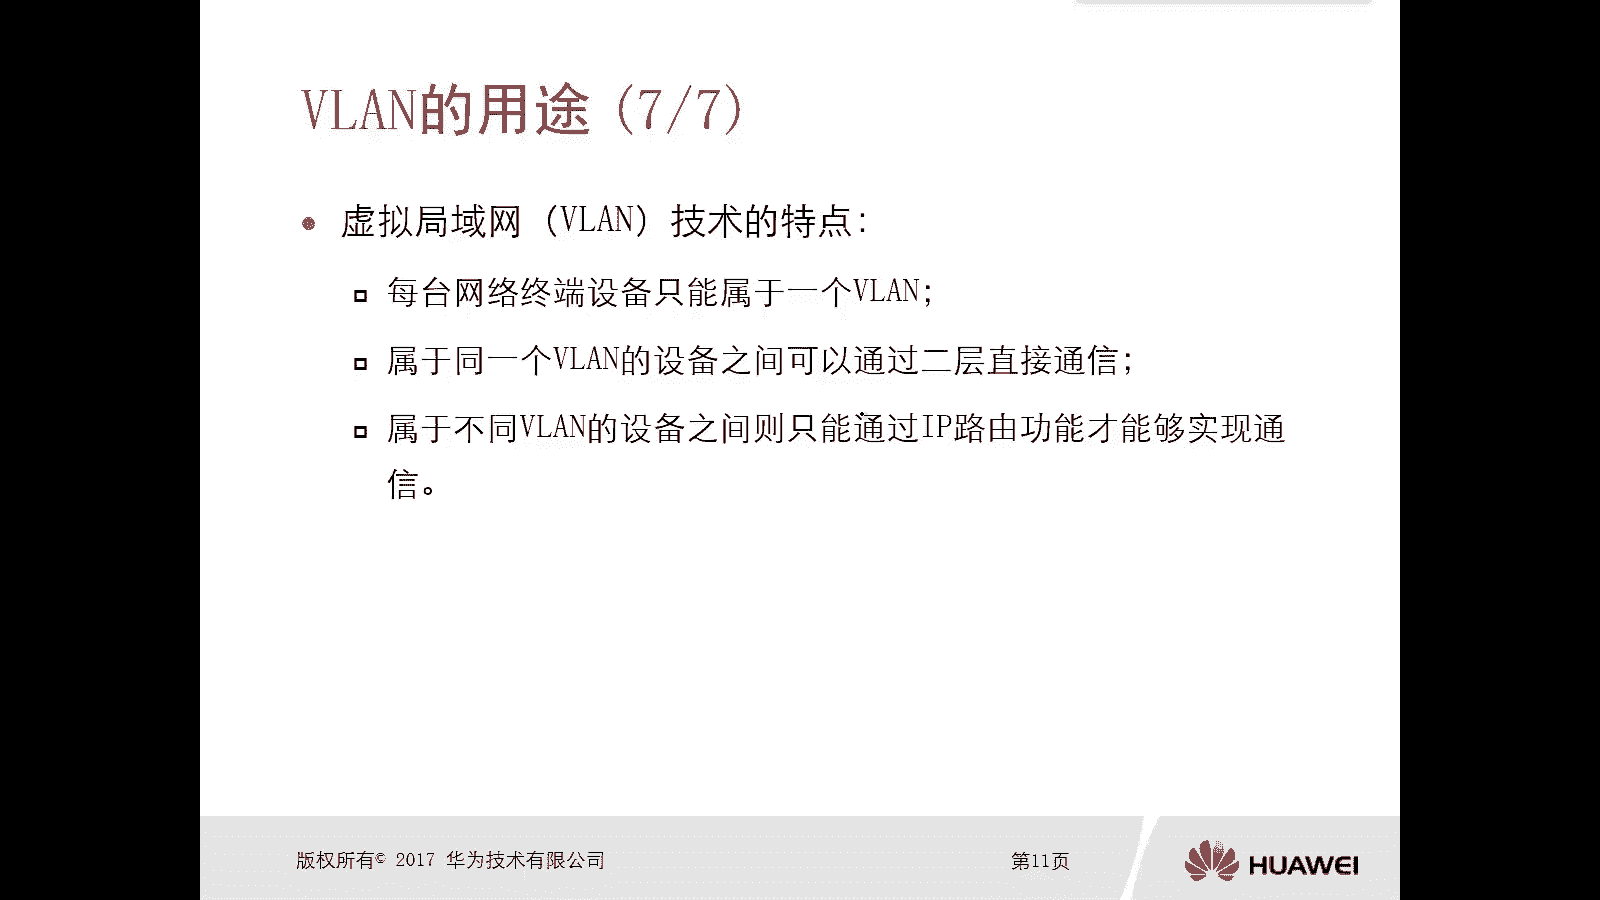 VLAN的用途 (7/7)
虚拟局域网（VLAN）技术的特点：
每台网络终端设备只能属于一个VLAN；
属于同一个VLAN的设备之间可以通过二层直接通信；
属于不同VLAN的设备之间则只能通过IP路由功能才能够实现通
信。
版权所有© 2017 华为技术有限公司
第11页
HUAWEI